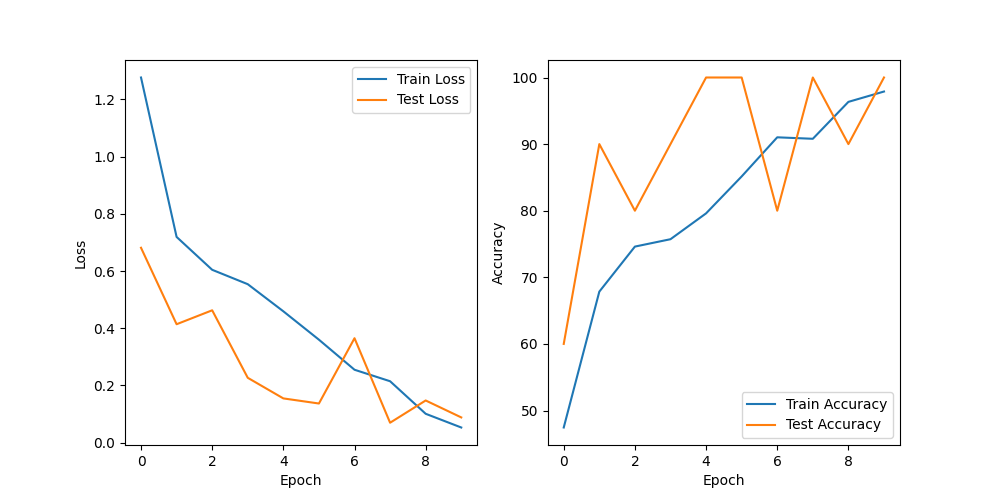 Train Loss
Test Loss
1.2
1.0
0.8
0.6
0.4
0.2
0.0
Loss
0 2 4 6 8
Epoch
100
90
80
70
60
50
Accuracy
Train Accuracy
Test Accuracy
0 2 4 6 8
Epoch